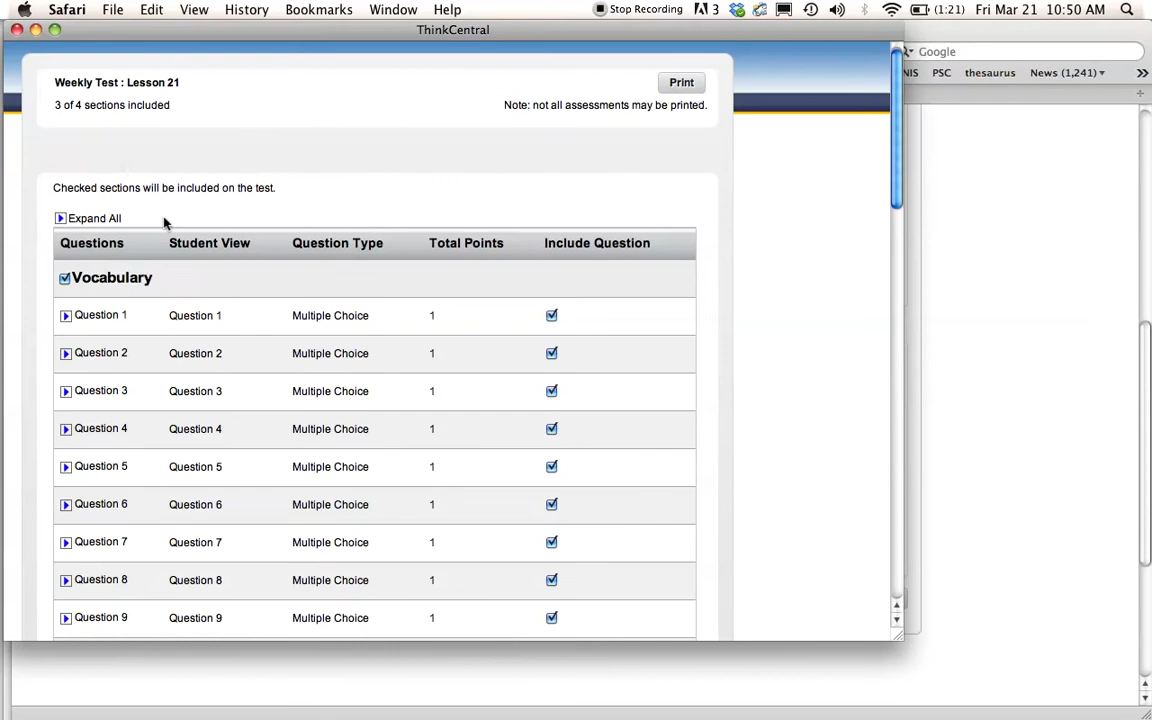 Safari File Edit View History Bookmarks Window Help Stop Recording 3 (1:21) Fri Mar 21 10:50 AM
ThinkCentral
Google
NIS PSC thesaurus News (1,241) »
Weekly Test : Lesson 21 Print
3 of 4 sections included Note: not all assessments may be printed.
Checked sections will be included on the test.
Expand All
Questions Student View Question Type Total Points Include Question
Vocabulary
Question 1 Question 1 Multiple Choice 1
Question 2 Question 2 Multiple Choice 1
Question 3 Question 3 Multiple Choice 1
Question 4 Question 4 Multiple Choice 1
Question 5 Question 5 Multiple Choice 1
Question 6 Question 6 Multiple Choice 1
Question 7 Question 7 Multiple Choice 1
Question 8 Question 8 Multiple Choice 1
Question 9 Question 9 Multiple Choice 1